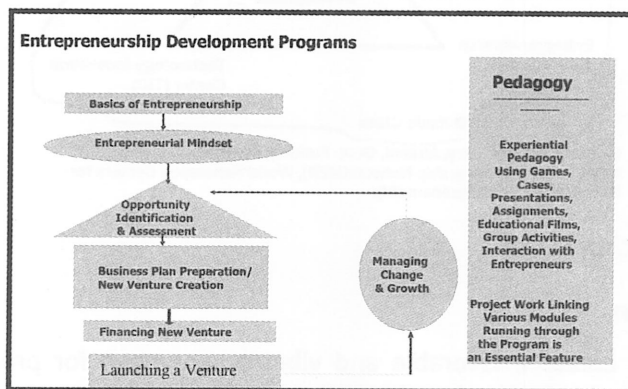 Entrepreneurship Development Programs
Basics of Entrepreneurship
Entrepreneurial Mindset
Opportunity
Identification
& Assessment
Business Plan Preparation/
New Venture Creation
Financing New Venture
Launching a Venture
Managing
Change
& Growth
Pedagogy
Experiential
Pedagogy
Using Games,
Cases,
Presentations,
Assignments,
Educational Films,
Group Activities,
Interaction with
Entrepreneurs
Project Work Linking
Various Modules
Running through
the Program is
an Essential Feature